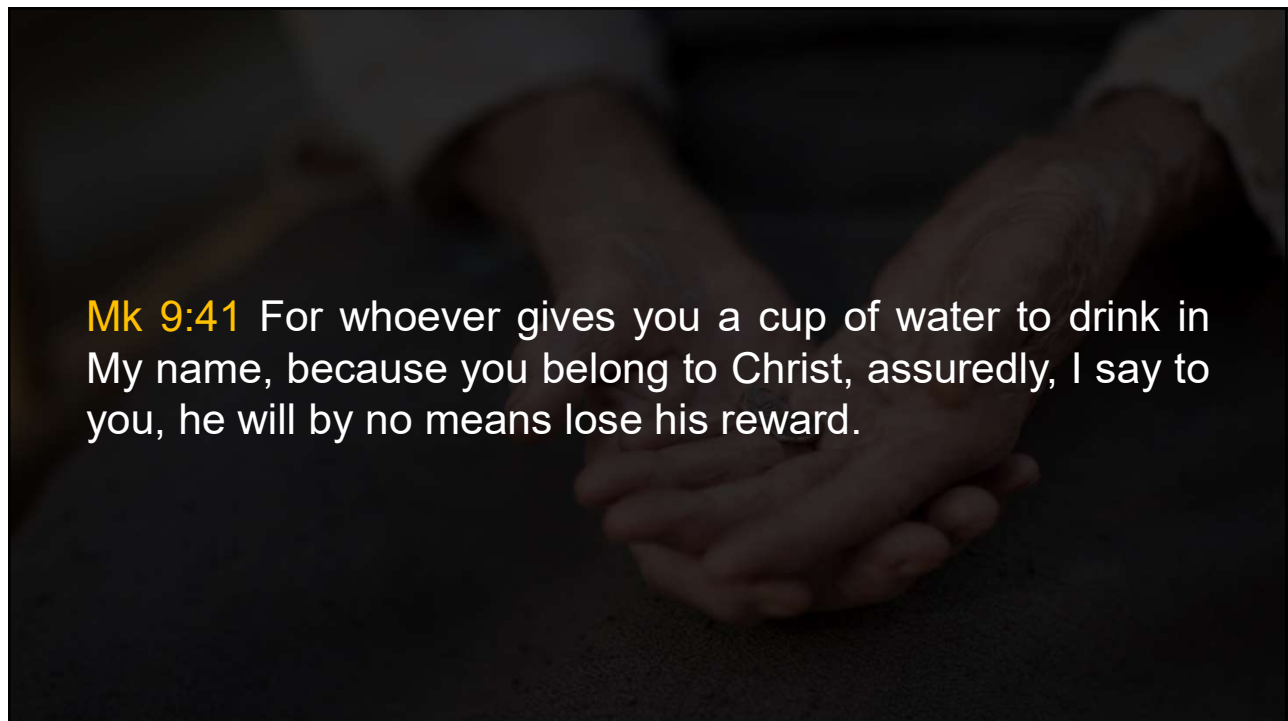 Mk 9:41 For whoever gives you a cup of water to drink in
My name, because you belong to Christ, assuredly, I say to
you, he will by no means lose his reward.